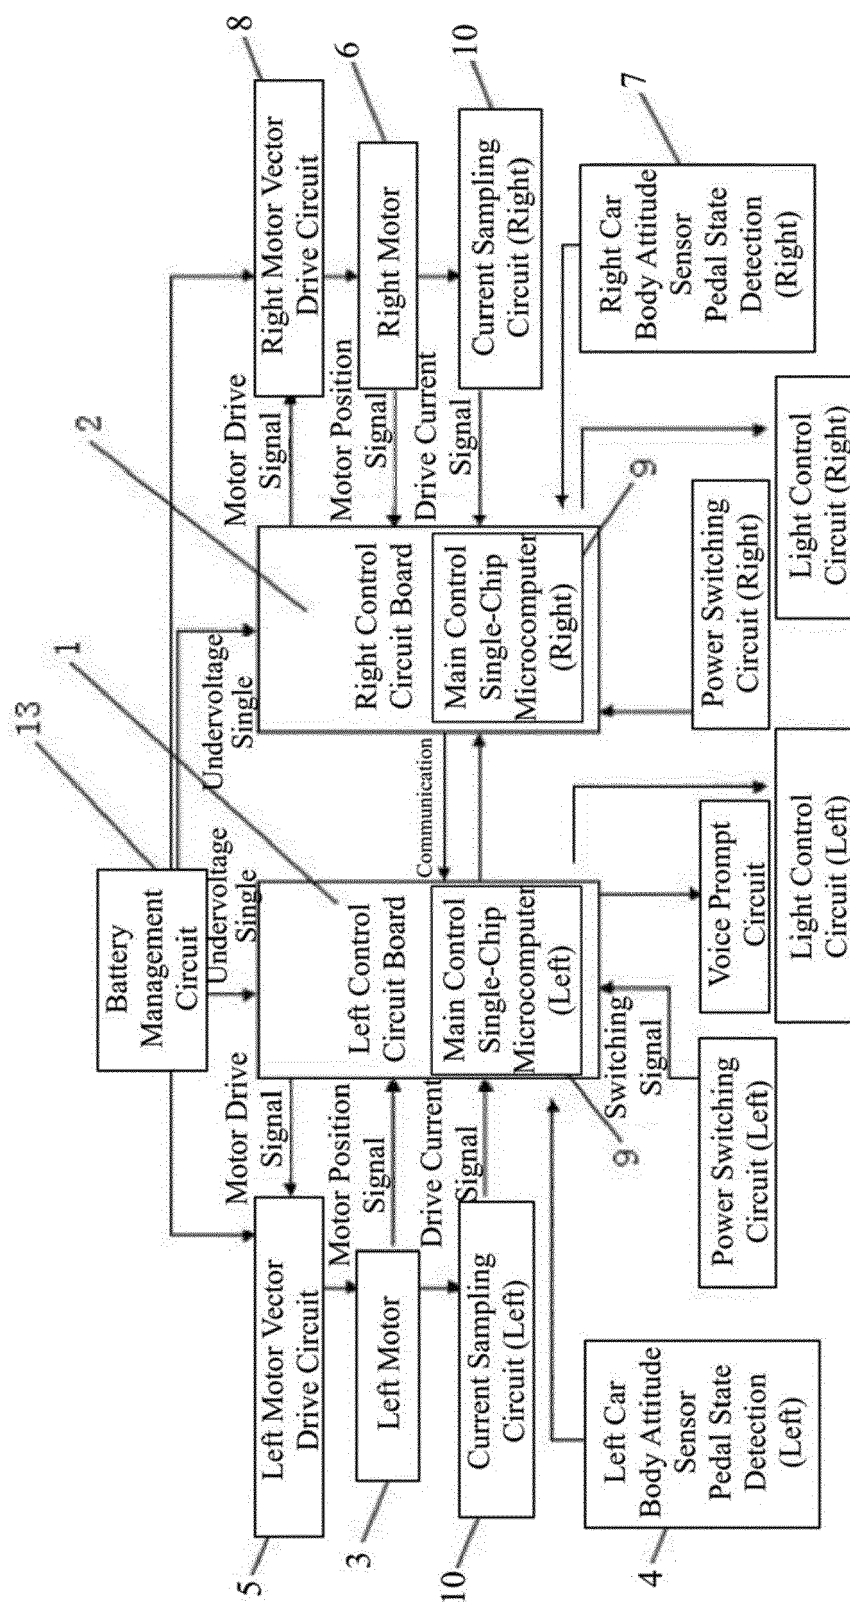 13
Battery
Management
Circuit
1
2
8
Undervoltage
Single
Undervoltage
Single
5
Left Motor Vector
Drive Circuit
Motor Drive
Signal
Left Control
Circuit Board
Right Control
Circuit Board
Motor Drive
Signal
Right Motor Vector
Drive Circuit
3
Left Motor
Motor Position
Signal
Communication
Motor Position
Signal
Right Motor
6
10
Current Sampling
Circuit (Left)
Drive Current
Signal
Main Control
Single-Chip
Microcomputer
(Left)
Main Control
Single-Chip
Microcomputer
(Right)
Drive Current
Signal
Current Sampling
Circuit (Right)
10
9
9
4
Left Car
Body Attitude
Sensor
Pedal State
Detection
(Left)
Switching
Signal
Power Switching
Circuit (Left)
Voice Prompt
Circuit
Light Control
Circuit (Left)
Power Switching
Circuit (Right)
Light Control
Circuit (Right)
Right Car
Body Attitude
Sensor
Pedal State
Detection
(Right)
7